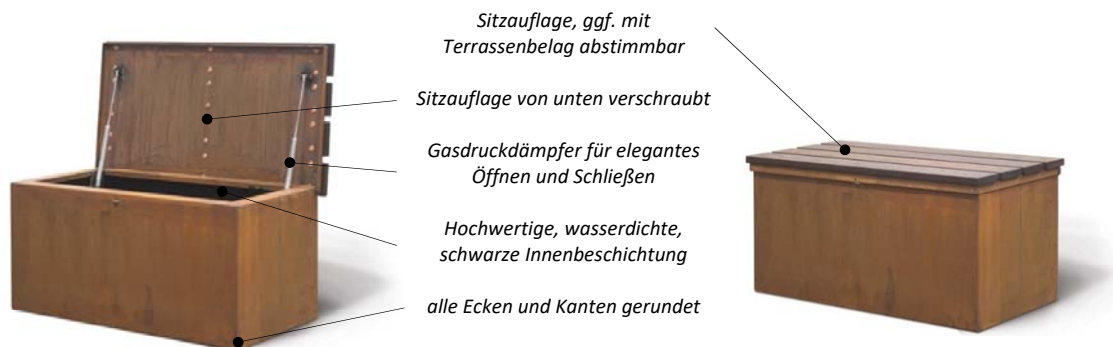 Sitzauflage, ggf. mit
Terrassenbelag abstimmbar
Sitzauflage von unten verschraubt
Gasdruckdämpfer für elegantes
Öffnen und Schließen
Hochwertige, wasserdichte,
schwarze Innenbeschichtung
alle Ecken und Kanten gerundet